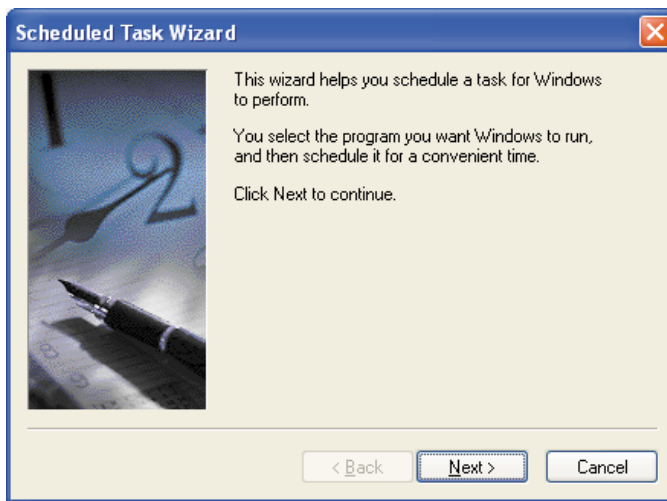 Scheduled Task Wizard
This wizard helps you schedule a task for Windows
to perform.
You select the program you want Windows to run,
and then schedule it for a convenient time.
Click Next to continue.
2
< Back
Next >
Cancel